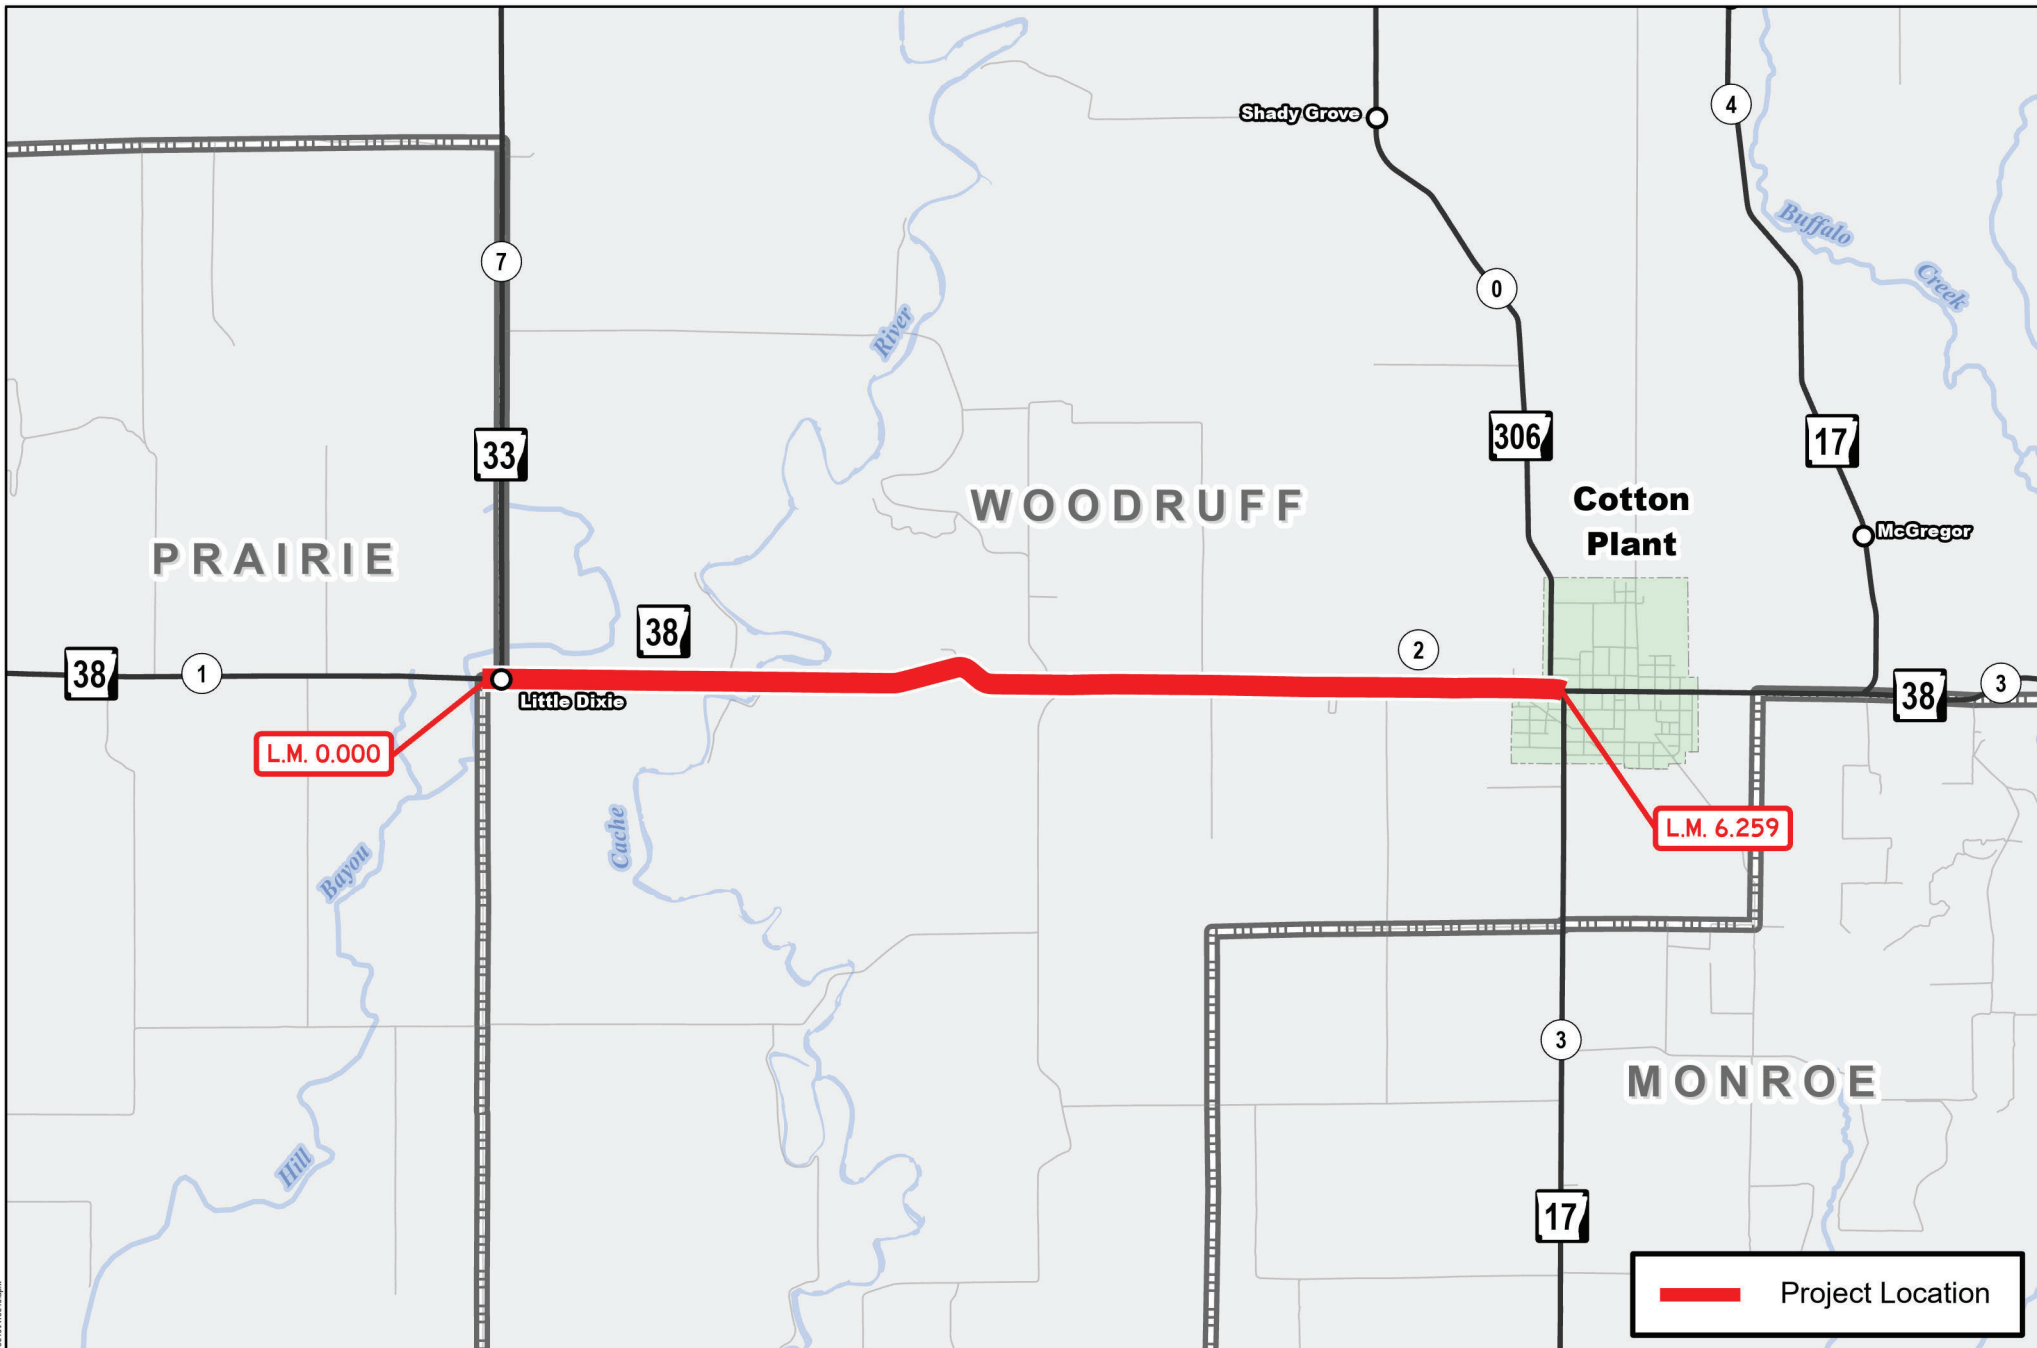 Shady Grove
4
Buffalo
Creek
7
0
River
33
306
17
WOODRUFF
Cotton
Plant
McGregor
PRAIRIE
38
2
38
1
38
3
Little Dixie
L.M. 0.000
L.M. 6.259
Cache
Bayou
3
MONROE
Hill
17
Project Location